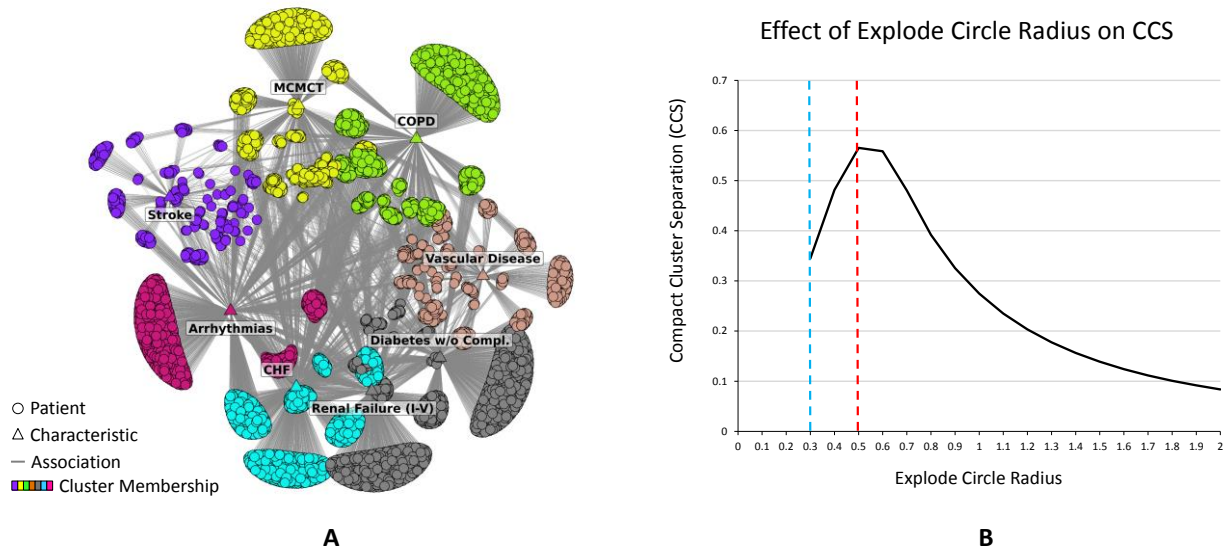 MCMCT
COPD
Stroke
Vascular Disease
Arrhythmias
Diabetes w/o Compl.
CHF
Renal Failure (I-V)
Patient
Characteristic
Association
Cluster Membership
A
Effect of Explode Circle Radius on CCS
Compact Cluster Separation (CCS)
0.7
0.6
0.5
0.4
0.3
0.2
0.1
0
0 0.1 0.2 0.3 0.4 0.5 0.6 0.7 0.8 0.9 1 1.1 1.2 1.3 1.4 1.5 1.6 1.7 1.8 1.9 2
Explode Circle Radius
B